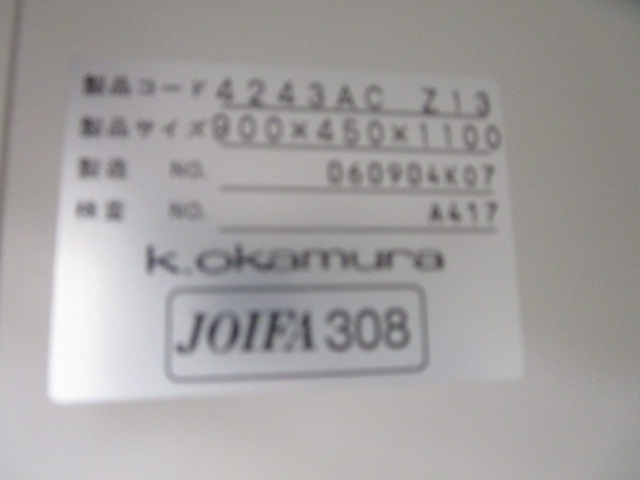 製品コード 4243AC Z13
製品サイズ 900×450×1100
製造 NO. 060904K07
検査 NO. A417
k.okamura
JOIFA 308